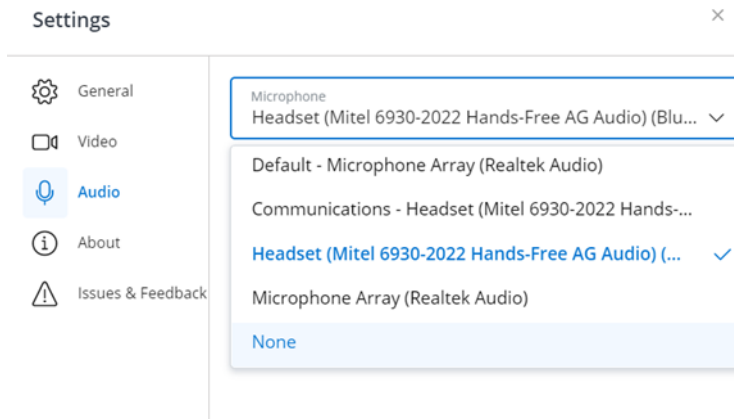 Settings
General
Video
Audio
About
Issues & Feedback
Microphone
Headset (Mitel 6930-2022 Hands-Free AG Audio) (Blu...
Default - Microphone Array (Realtek Audio)
Communications - Headset (Mitel 6930-2022 Hands-...
Headset (Mitel 6930-2022 Hands-Free AG Audio) (...
Microphone Array (Realtek Audio)
None